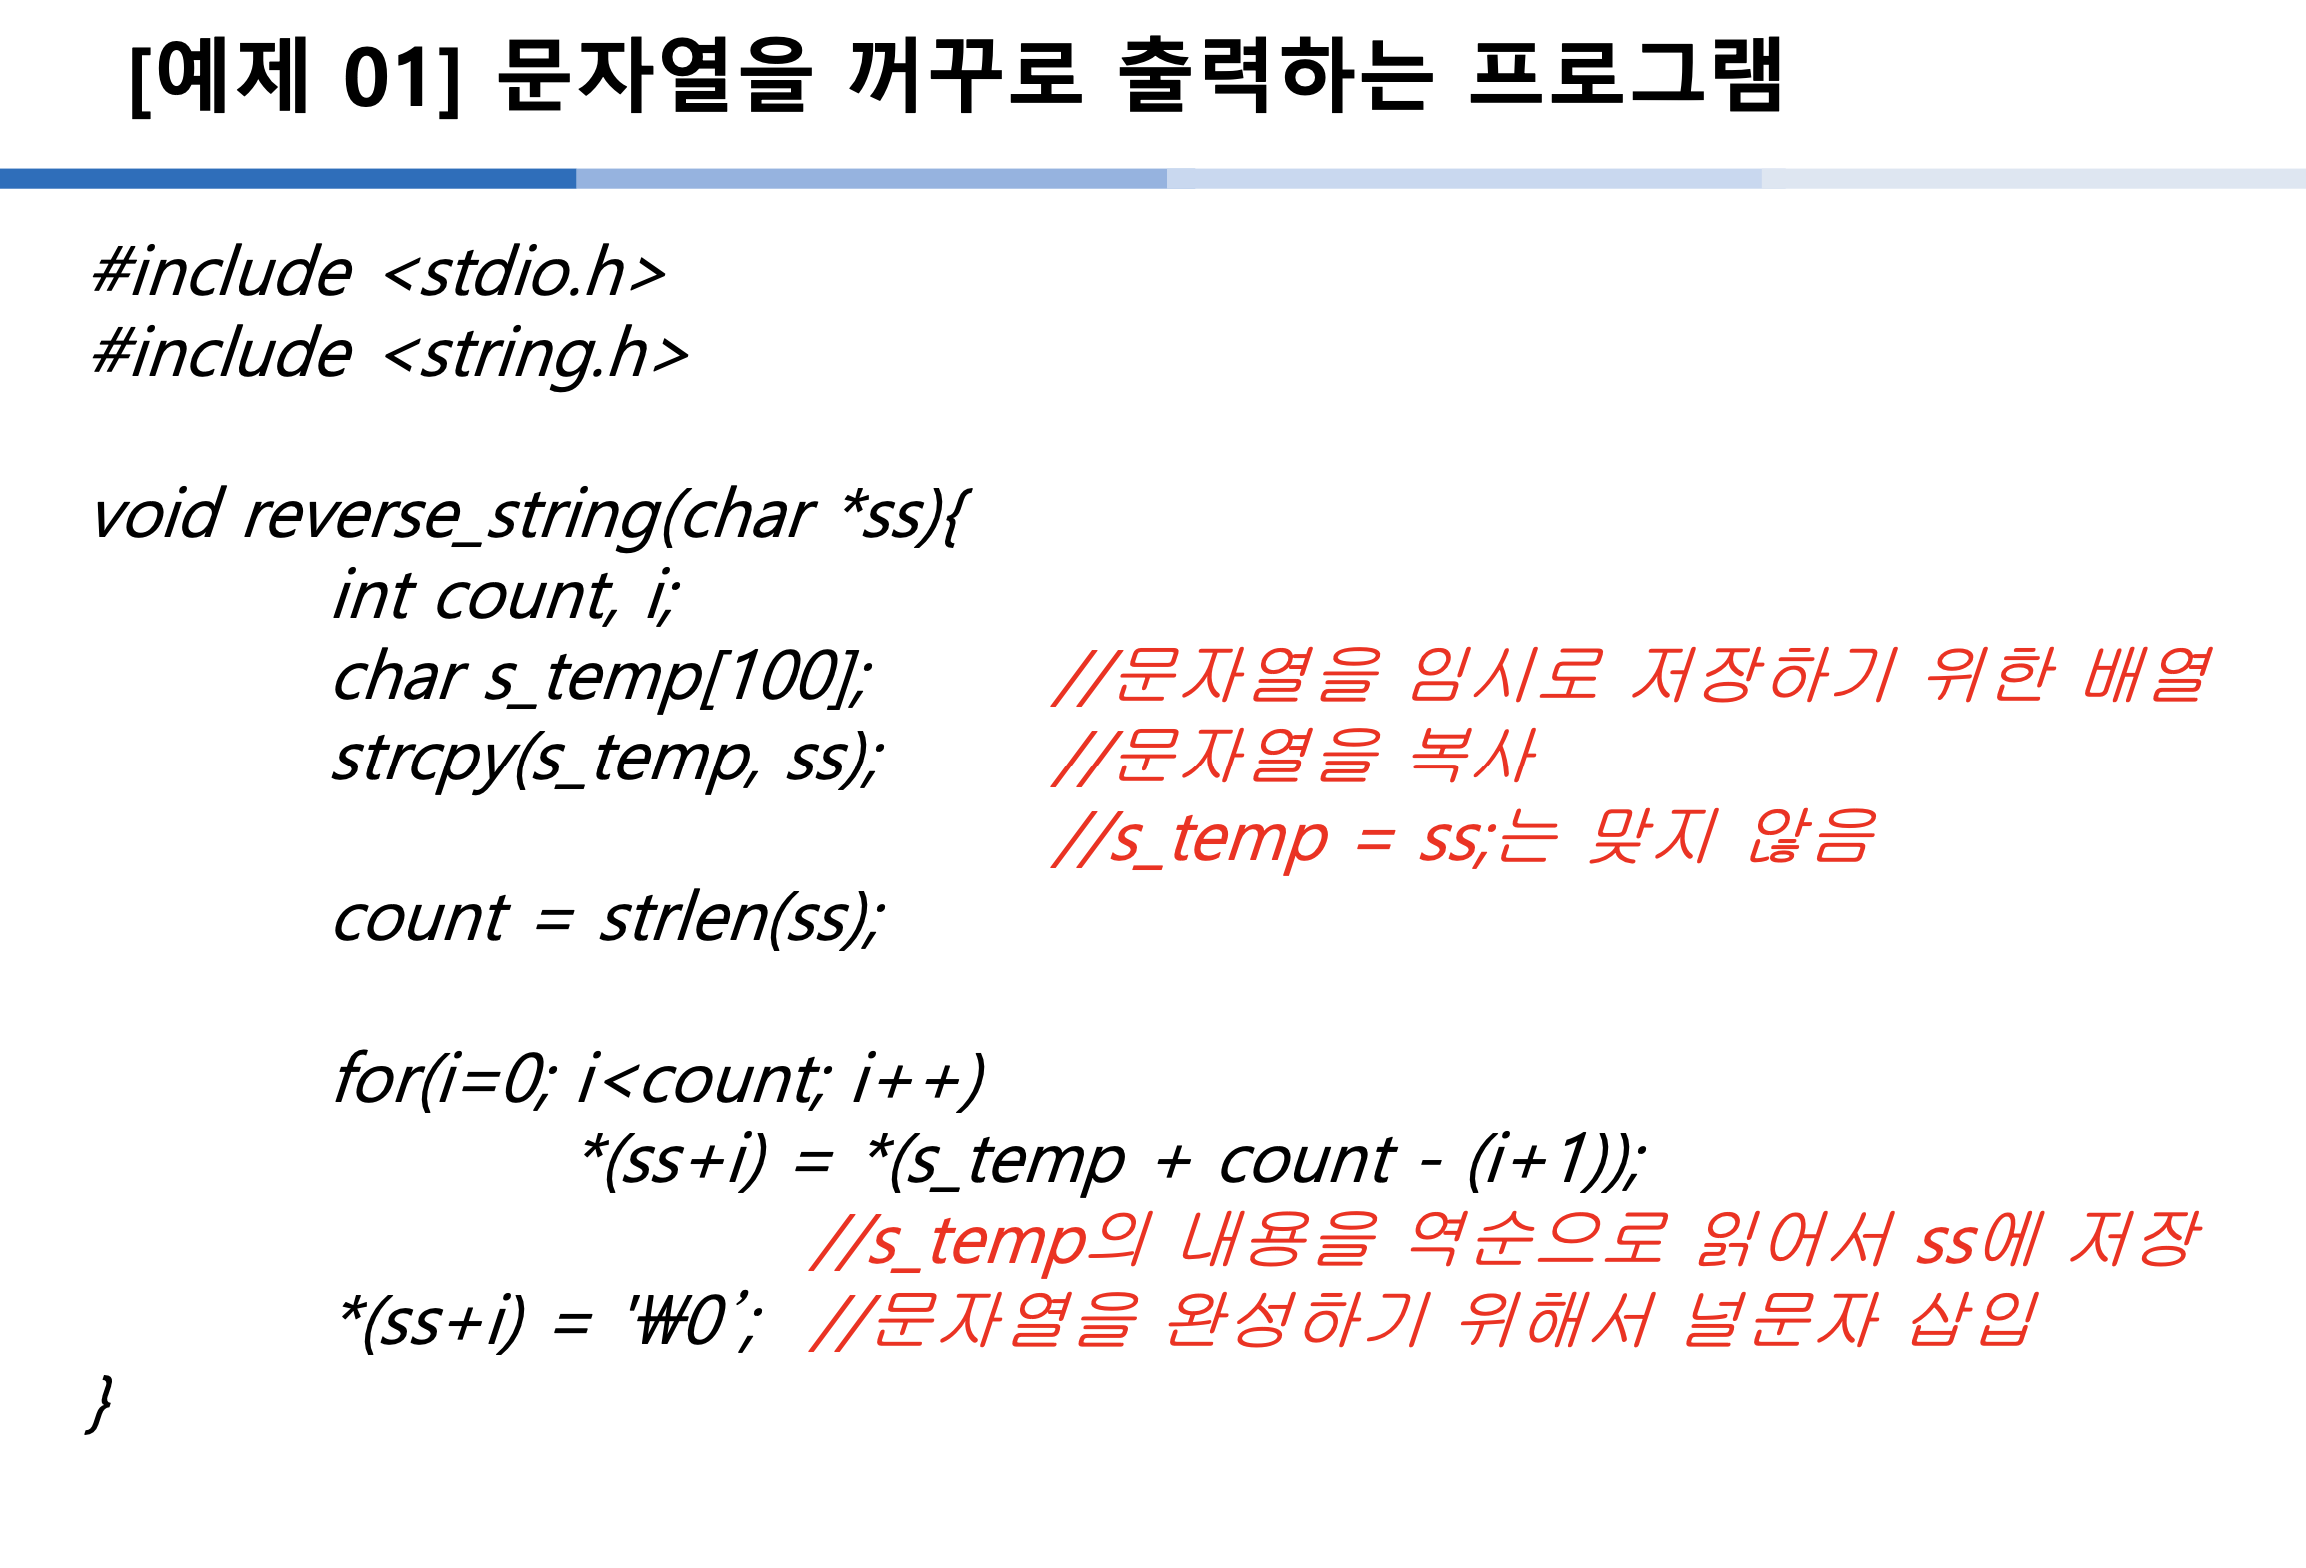 [예제 01] 문자열을 꺼꾸로 출력하는 프로그램
#include <stdio.h>
#include <string.h>
void reverse_string(char *ss){
int count, i;
char s_temp[100]; //문자열을 임시로 저장하기 위한 배열
strcpy(s_temp, ss); //문자열을 복사
//s_temp = ss;는 맞지 않음
count = strlen(ss);
for(i=0; i<count; i++)
*(ss+i) = *(s_temp + count - (i+1));
//s_temp의 내용을 역순으로 읽어서 ss에 저장
*(ss+i) = '₩0’; //문자열을 완성하기 위해서 널문자 삽입
}